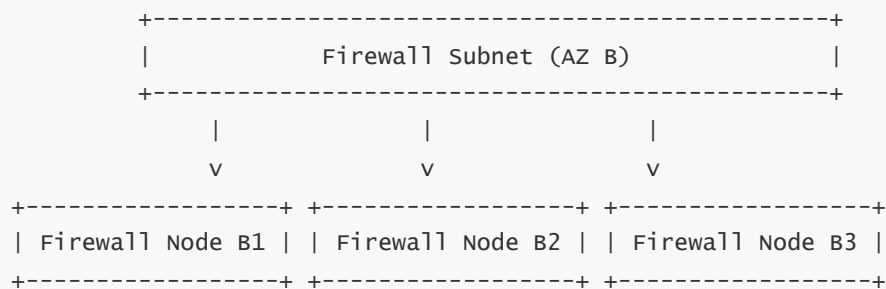 Firewall Subnet (AZ B)
Firewall Node B1 Firewall Node B2 Firewall Node B3